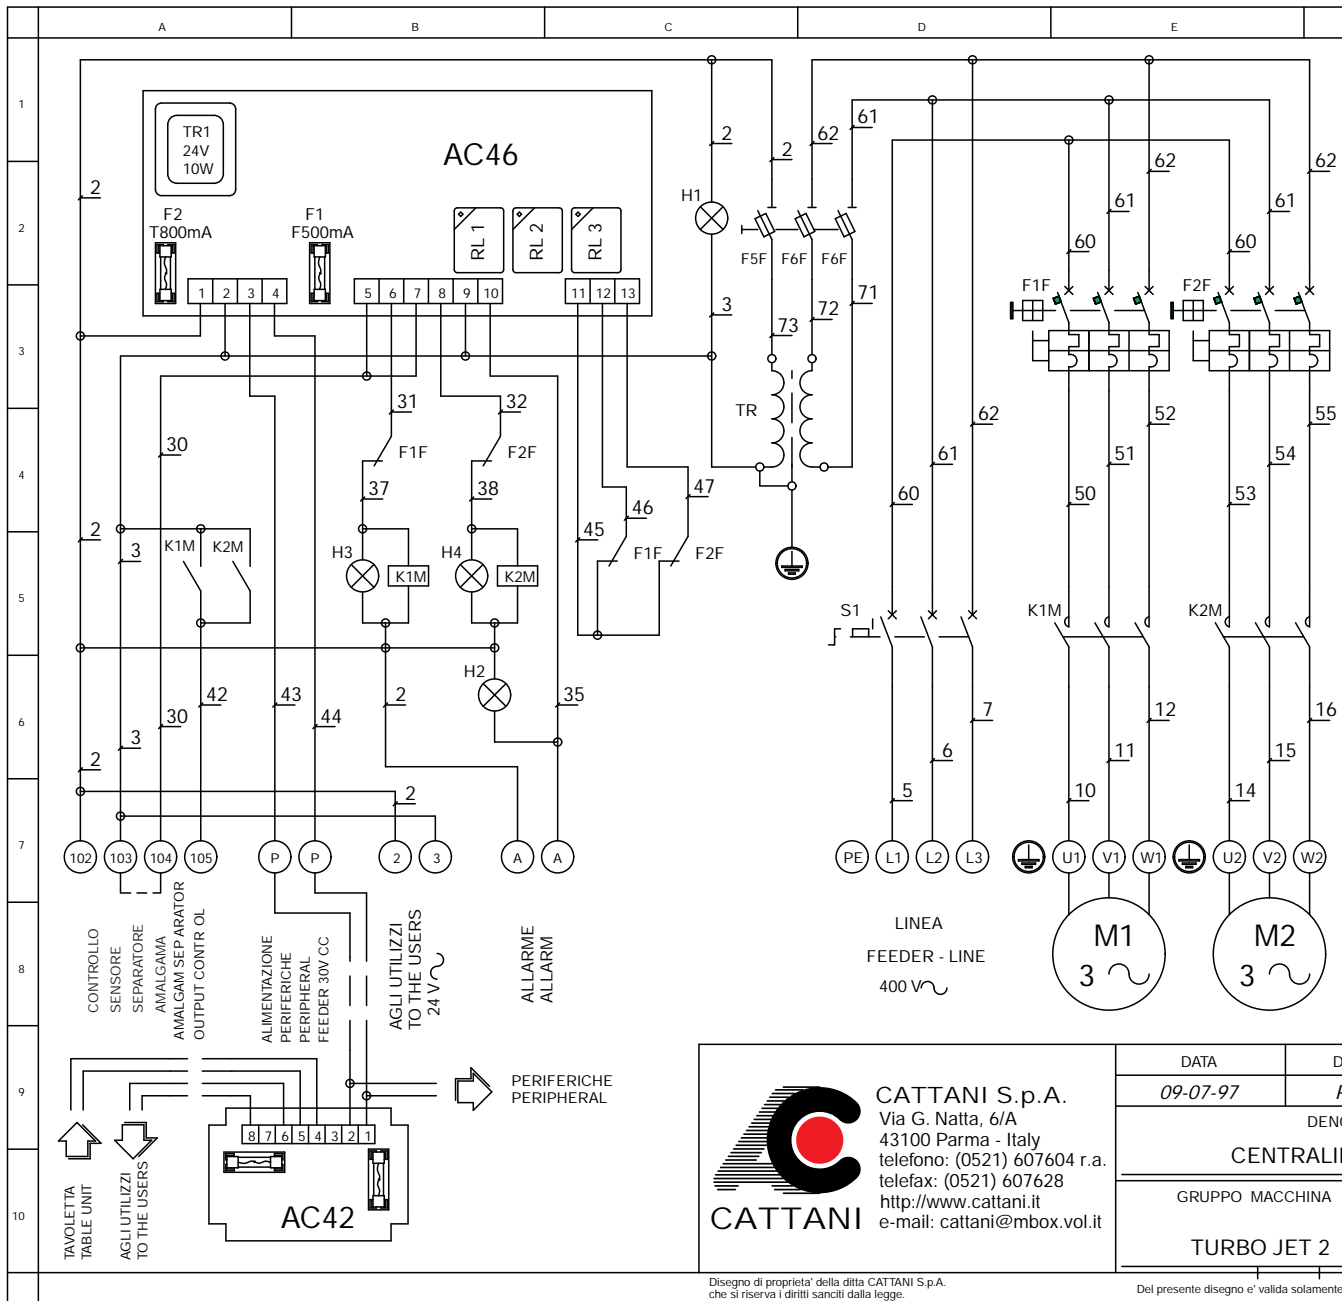 A B C D E
1
2
3
4
5
6
7
8
9
10
TR1
24V
10W
AC46
F2
T800mA
F1
F500mA
RL 1
RL 2
RL 3
1 2 3 4
5 6 7 8 9 10
11 12 13
H1
F5F F6F F6F
2 2 62 61
62 62
61 61
60 60
2
3 73 72 71
F1F F2F
TR
31 32
F1F F2F
30
37 38
62
61
60
52 55
51 54
50 53
47
46
45
F1F F2F
2
3
K1M K2M
H3 K1M
H4 K2M
S1
K1M K2M
H2
42 43 2 35
30 44
3
2
2
7
6
5
12 16
11 15
10 14
102 103 104 105 P P 2 3 A A
PE L1 L2 L3 U1 V1 W1 U2 V2 W2
CONTROLLO
SENSORE
SEPARATORE
AMALGAMA
AMALGAM SEP ARATOR
OUTPUT CONTR OL
ALIMENTAZIONE
PERIFERICHE
PERIPHERAL
FEEDER 30V CC
AGLI UTILIZZI
TO THE USERS
24 V
ALLARME
ALLARM
LINEA
FEEDER - LINE
400 V
M1
3
M2
3
PERIFERICHE
PERIPHERAL
8 7 6 5 4 3 2 1
AC42
TAVOLETTA
TABLE UNIT
AGLI UTILIZZI
TO THE USERS
CATTANI
CATTANI S.p.A.
Via G. Natta, 6/A
43100 Parma - Italy
telefono: (0521) 607604 r.a.
telefax: (0521) 607628
http://www.cattani.it
e-mail: cattani@mbox.vol.it
DATA
09-07-97
GRUPPO MACCHINA
TURBO JET 2
Disegno di proprieta' della ditta CATTANI S.p.A.
che si riserva i diritti sanciti dalla legge.
Del presente disegno e' valida solamente